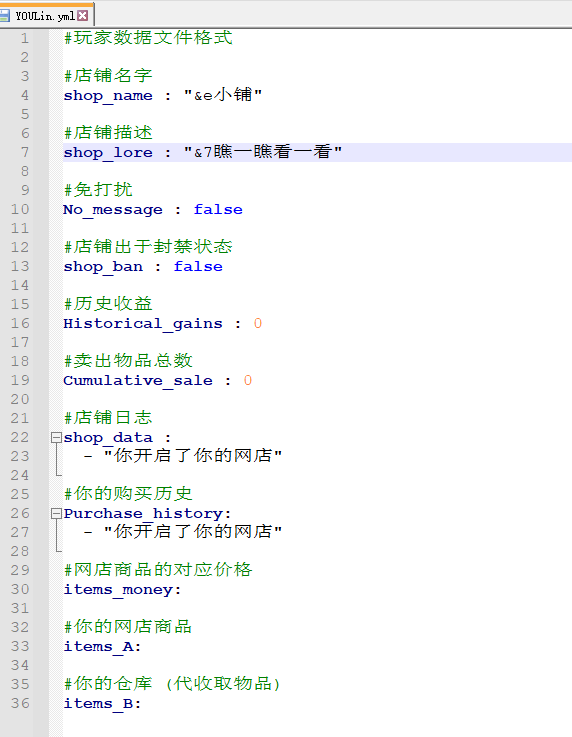 YOULin.yml
1 #玩家数据文件格式
2
3 #店铺名字
4 shop_name : "&e小铺"
5
6 #店铺描述
7 shop_lore : "&7瞧一瞧看一看"
8
9 #免打扰
10 No_message : false
11
12 #店铺出于封禁状态
13 shop_ban : false
14
15 #历史收益
16 Historical_gains : 0
17
18 #卖出物品总数
19 Cumulative_sale : 0
20
21 #店铺日志
22 shop_data :
23 - "你开启了你的网店"
24
25 #你的购买历史
26 Purchase_history:
27 - "你开启了你的网店"
28
29 #网店商品的对应价格
30 items_money:
31
32 #你的网店商品
33 items_A:
34
35 #你的仓库 (代收取物品)
36 items_B: